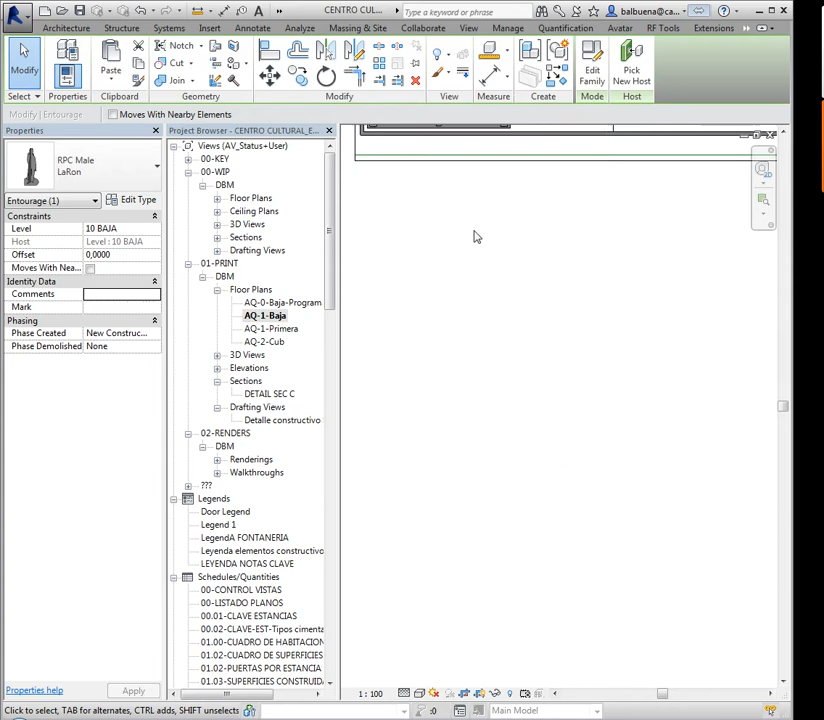 CENTRO CUL...
Type a keyword or phrase
balbuena@ca...
Architecture
Structure
Systems
Insert
Annotate
Analyze
Massing & Site
Collaborate
View
Manage
Quantification
Avatar
RF Tools
Extensions
Modify
Properties
Paste
Notch
Cut
Join
Edit
Family
Pick
New Host
Select
Properties
Clipboard
Geometry
Modify
View
Measure
Create
Mode
Host
Modify | Entourage
Moves With Nearby Elements
Properties
RPC Male
LaRon
Entourage (1)
Edit Type
Constraints
Level 10 BAJA
Host Level : 10 BAJA
Offset 0,0000
Moves With Nea...
Identity Data
Comments
Mark
Phasing
Phase Created New Construc...
Phase Demolished None
Properties help
Apply
Project Browser - CENTRO CULTURAL_E...
Views (AV_Status+User)
00-KEY
00-WIP
DBM
Floor Plans
Ceiling Plans
3D Views
Sections
Drafting Views
01-PRINT
DBM
Floor Plans
AQ-0-Baja-Program
AQ-1-Baja
AQ-1-Primera
AQ-2-Cub
3D Views
Elevations
Sections
DETAIL SEC C
Drafting Views
Detalle constructivo
02-RENDERS
DBM
Renderings
Walkthroughs
???
Legends
Door Legend
Legend 1
LegendA FONTANERIA
Leyenda elementos constructivo
LEYENDA NOTAS CLAVE
Schedules/Quantities
00-CONTROL VISTAS
00-LISTADO PLANOS
00.01-CLAVE ESTANCIAS
00.02-CLAVE-EST-Tipos cimenta
01.00-CUADRO DE HABITACION
01.02-CUADRO DE SUPERFICIES
01.02-PUERTAS POR ESTANCIA
01.03-SUPERFICIES CONSTRUIDA
2D
1 : 100
Click to select, TAB for alternates, CTRL adds, SHIFT unselects
:0
Main Model